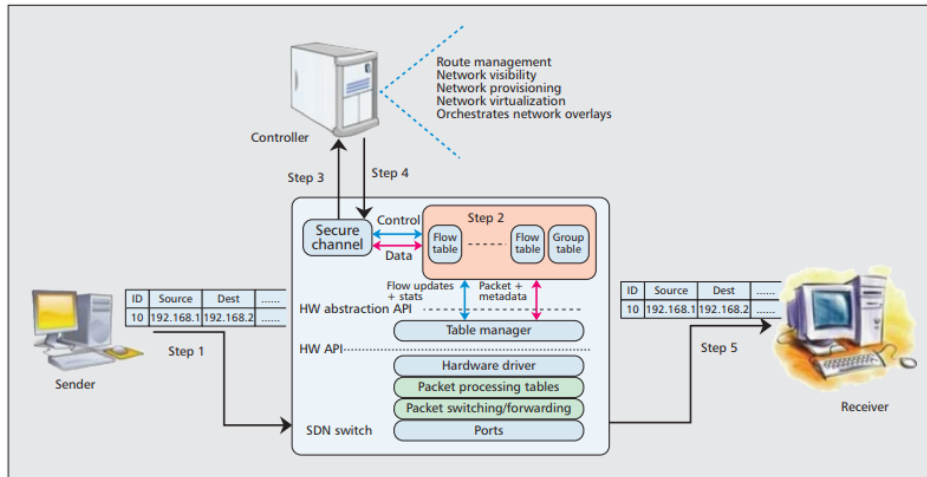 Route management
Network visibility
Network provisioning
Network virtualization
Orchestrates network overlays
Controller
Step 3
Step 4
Secure
channel
Control
Data
Step 2
Flow
table
Flow
table
Group
table
Flow updates
+ stats
Packet +
metadata
HW abstraction API
Table manager
HW API
Hardware driver
Packet processing tables
Packet switching/forwarding
SDN switch
Ports
ID Source Dest ......
10 192.168.1 192.168.2 ......
Step 1
Sender
ID Source Dest ......
10 192.168.1 192.168.2 ......
Step 5
Receiver